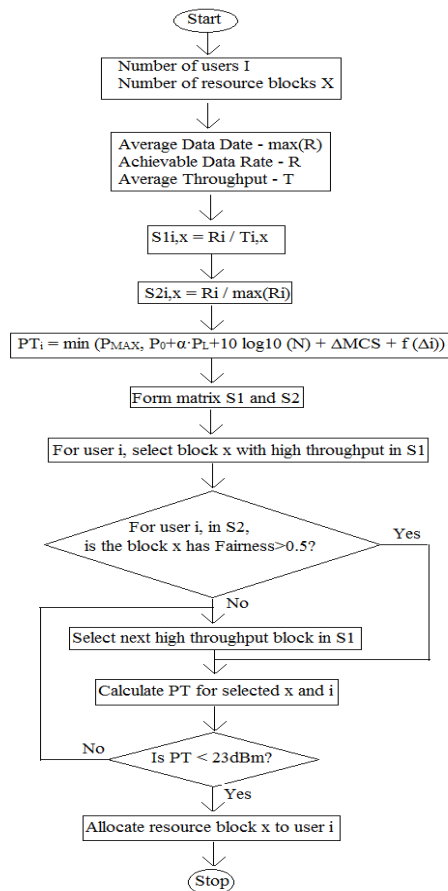 Start
Number of users I
Number of resource blocks X
Average Data Date - max(R)
Achievable Data Rate - R
Average Throughput - T
S1i,x = Ri / Ti,x
S2i,x = Ri / max(Ri)
PTᵢ = min (PMAX, P₀+α·PL+10 log10 (N) + ΔMCS + f (Δi))
Form matrix S1 and S2
For user i, select block x with high throughput in S1
For user i, in S2,
is the block x has Fairness>0.5?
Yes
No
Select next high throughput block in S1
Calculate PT for selected x and i
No
Is PT < 23dBm?
Yes
Allocate resource block x to user i
Stop